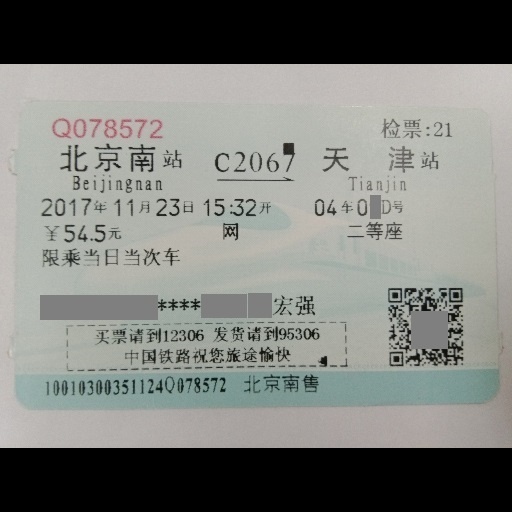 Q078572 检票:21
北京南站 C2067 天津站
Beijingnan Tianjin
2017年11月23日15:32开 04车0 D号
￥54.5元 网 二等座
限乘当日当次车
**** 宏强
买票请到12306 发货请到95306
中国铁路祝您旅途愉快
10010300351124Q078572 北京南售